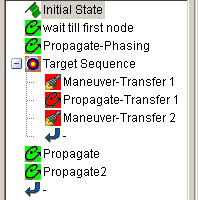 Initial State
wait till first node
Propagate-Phasing
Target Sequence
Maneuver-Transfer 1
Propagate-Transfer 1
Maneuver-Transfer 2
-
Propagate
Propagate2
-